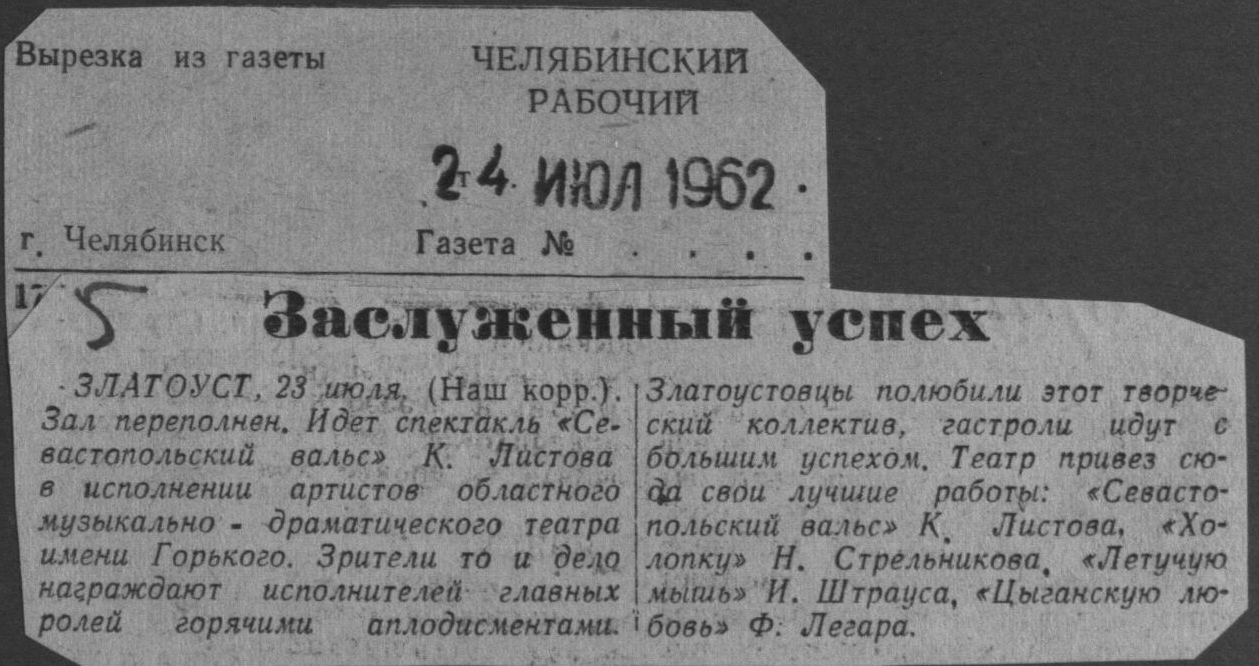 Вырезка из газеты
ЧЕЛЯБИНСКИЙ
РАБОЧИЙ
24. ИЮЛ 1962 .
г. Челябинск
Газета № . . . .
17
5
Заслуженный успех
ЗЛАТОУСТ, 23 июля. (Наш корр.).
Зал переполнен. Идет спектакль «Се-
вастопольский вальс» К. Листова
в исполнении артистов областного
музыкально - драматического театра
имени Горького. Зрители то и дело
награждают исполнителей главных
ролей горячими аплодисментами.
Златоустовцы полюбили этот творче-
ский коллектив, гастроли идут с
большим успехом. Театр привез сю-
да свои лучшие работы: «Севасто-
польский вальс» К. Листова, «Хо-
лопку» Н. Стрельникова, «Летучую
мышь» И. Штрауса, «Цыганскую лю-
бовь» Ф. Легара.